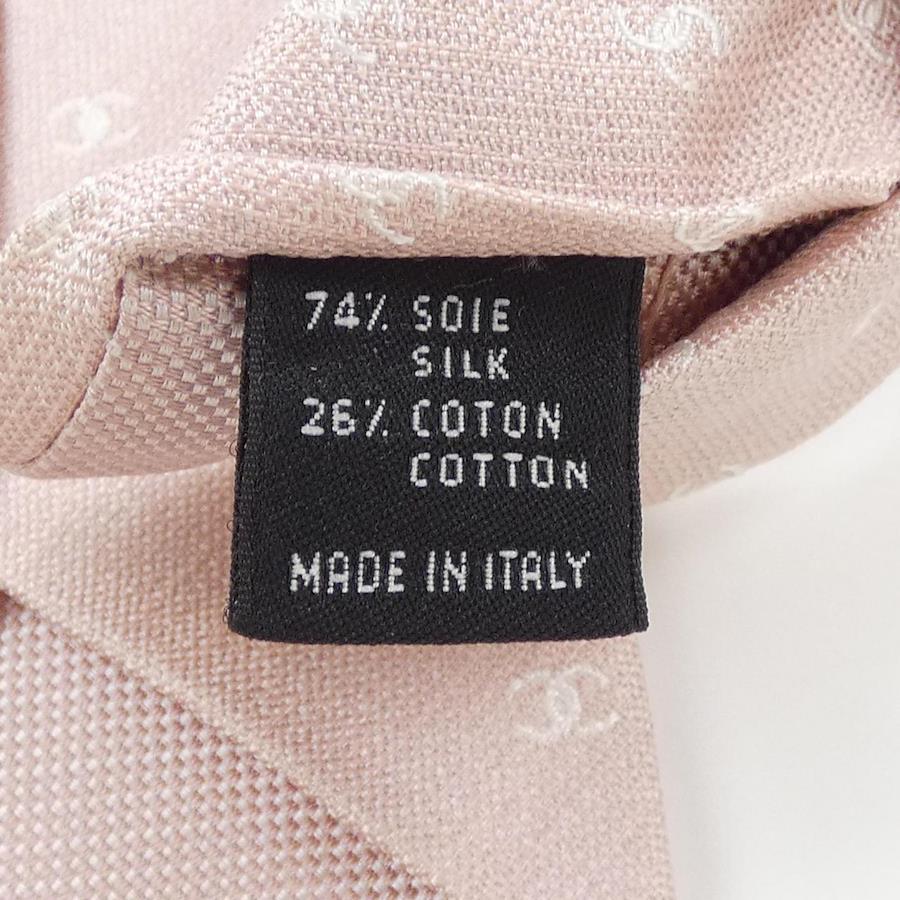 74% SOIE
SILK
26% COTON
COTTON
MADE IN ITALY